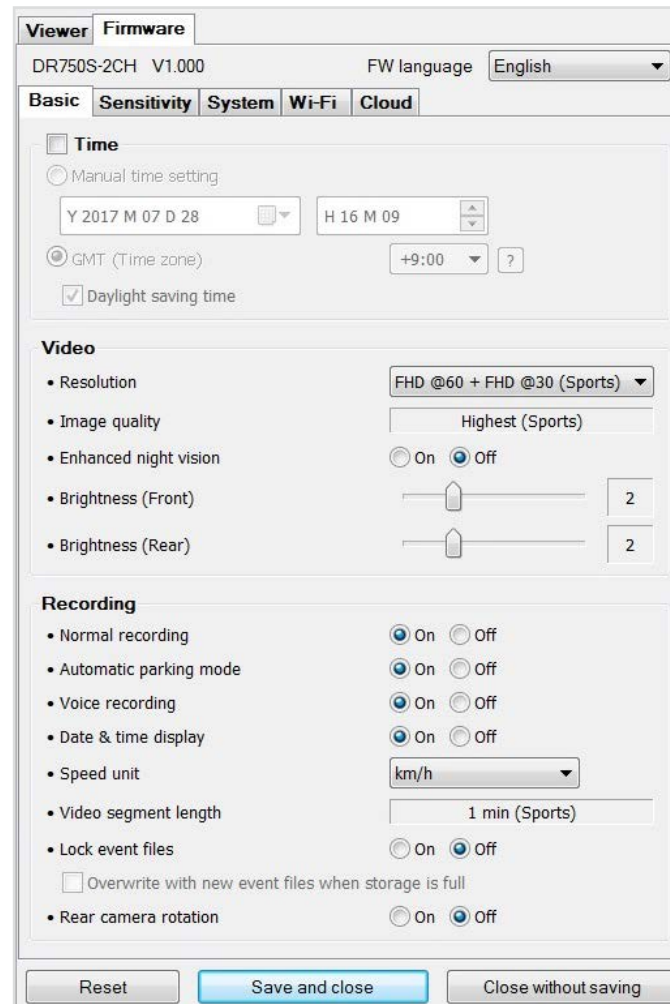 Viewer Firmware
DR750S-2CH V1.000 FW language English
Basic Sensitivity System Wi-Fi Cloud
Time
Manual time setting
Y 2017 M 07 D 28 H 16 M 09
GMT (Time zone) +9:00 ?
Daylight saving time
Video
• Resolution FHD @60 + FHD @30 (Sports)
• Image quality Highest (Sports)
• Enhanced night vision On Off
• Brightness (Front) 2
• Brightness (Rear) 2
Recording
• Normal recording On Off
• Automatic parking mode On Off
• Voice recording On Off
• Date & time display On Off
• Speed unit km/h
• Video segment length 1 min (Sports)
• Lock event files On Off
Overwrite with new event files when storage is full
• Rear camera rotation On Off
Reset Save and close Close without saving